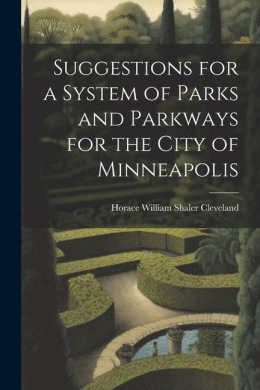 Suggestions for
a System of Parks
and Parkways
for the City of
Minneapolis
Horace William Shaler Cleveland